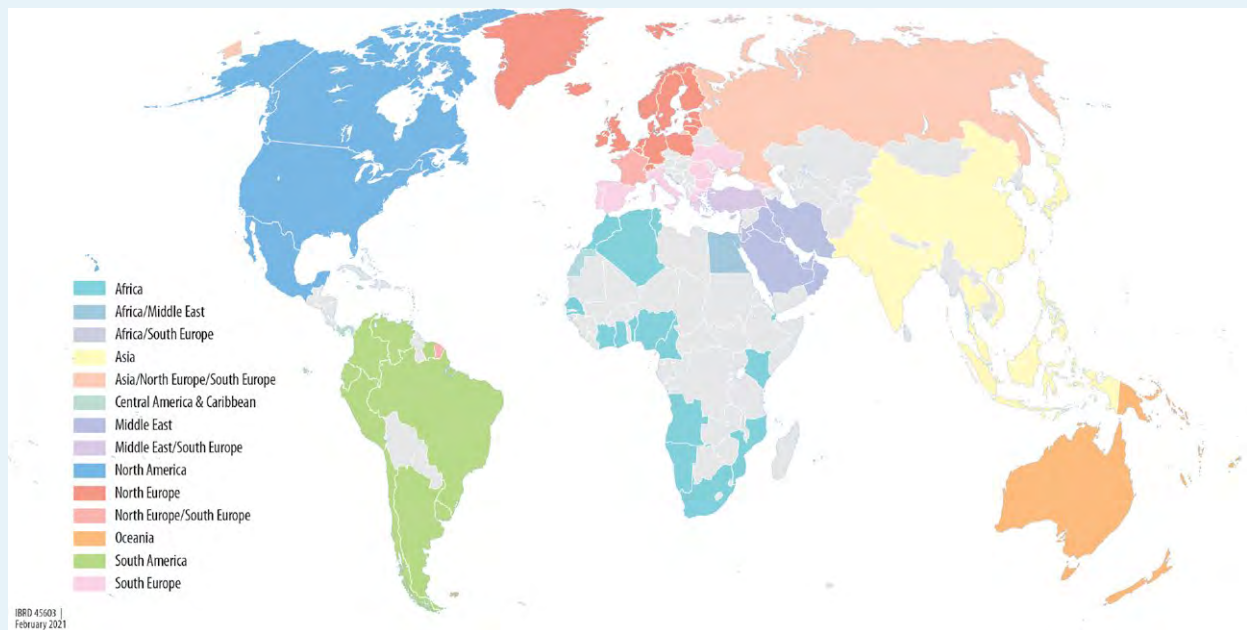 Africa
Africa/Middle East
Africa/South Europe
Asia
Asia/North Europe/South Europe
Central America & Caribbean
Middle East
Middle East/South Europe
North America
North Europe
North Europe/South Europe
Oceania
South America
South Europe
IBRD 45603 |
February 2021